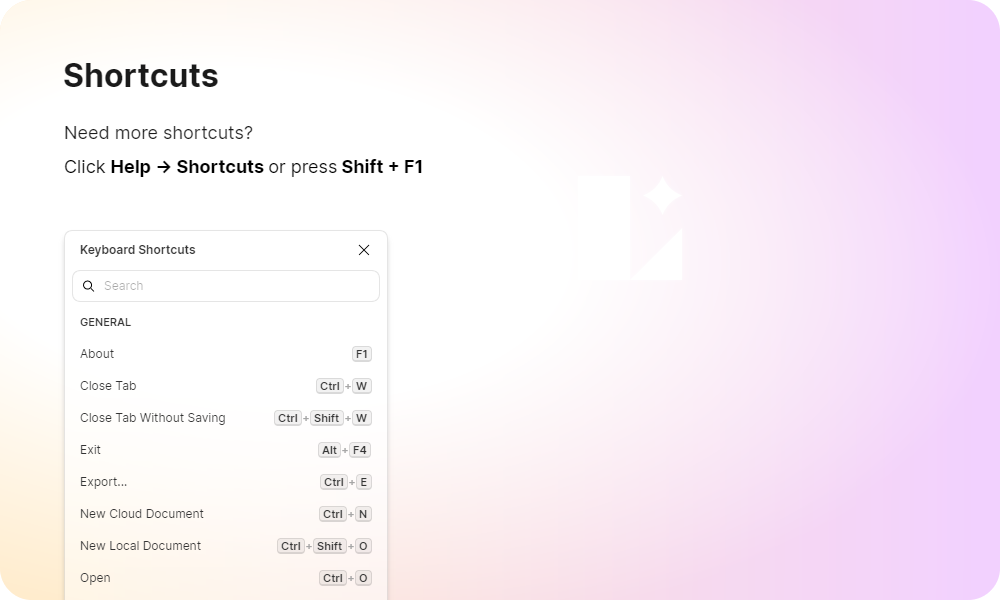 Shortcuts
Need more shortcuts?
Click Help → Shortcuts or press Shift + F1
Keyboard Shortcuts
Search
GENERAL
About F1
Close Tab Ctrl + W
Close Tab Without Saving Ctrl + Shift + W
Exit Alt + F4
Export... Ctrl + E
New Cloud Document Ctrl + N
New Local Document Ctrl + Shift + O
Open Ctrl + O